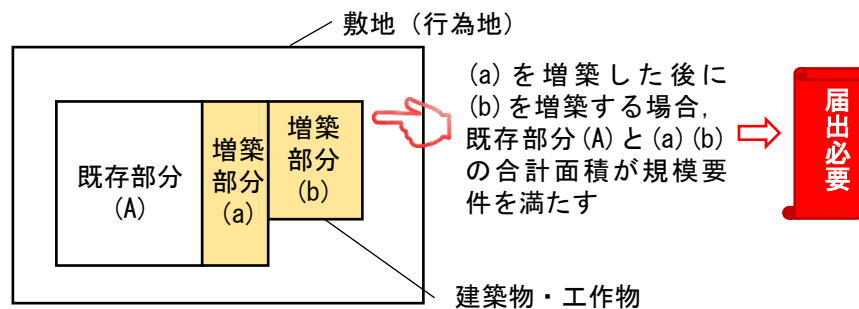 敷地（行為地）
(a)を増築した後に
(b)を増築する場合，
既存部分(A)と(a)(b)
の合計面積が規模要
件を満たす
届出必要
既存部分
(A)
増築
部分
(a)
増築
部分
(b)
建築物・工作物